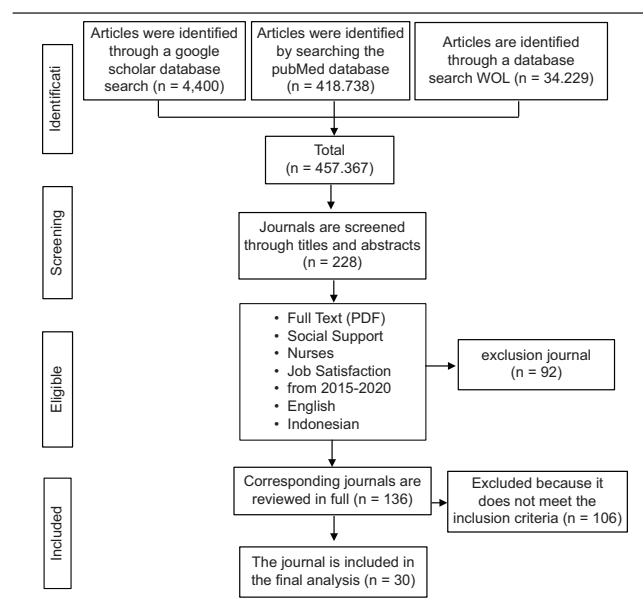 Identificati
Articles were identified
through a google
scholar database
search (n = 4,400)
Articles were identified
by searching the
pubMed database
(n = 418.738)
Articles are identified
through a database
search WOL (n = 34.229)
Total
(n = 457.367)
Screening
Journals are screened
through titles and abstracts
(n = 228)
Eligible
• Full Text (PDF)
• Social Support
• Nurses
• Job Satisfaction
• from 2015-2020
• English
• Indonesian
exclusion journal
(n = 92)
Included
Corresponding journals are
reviewed in full (n = 136)
Excluded because it
does not meet the
inclusion criteria (n = 106)
The journal is included in
the final analysis (n = 30)